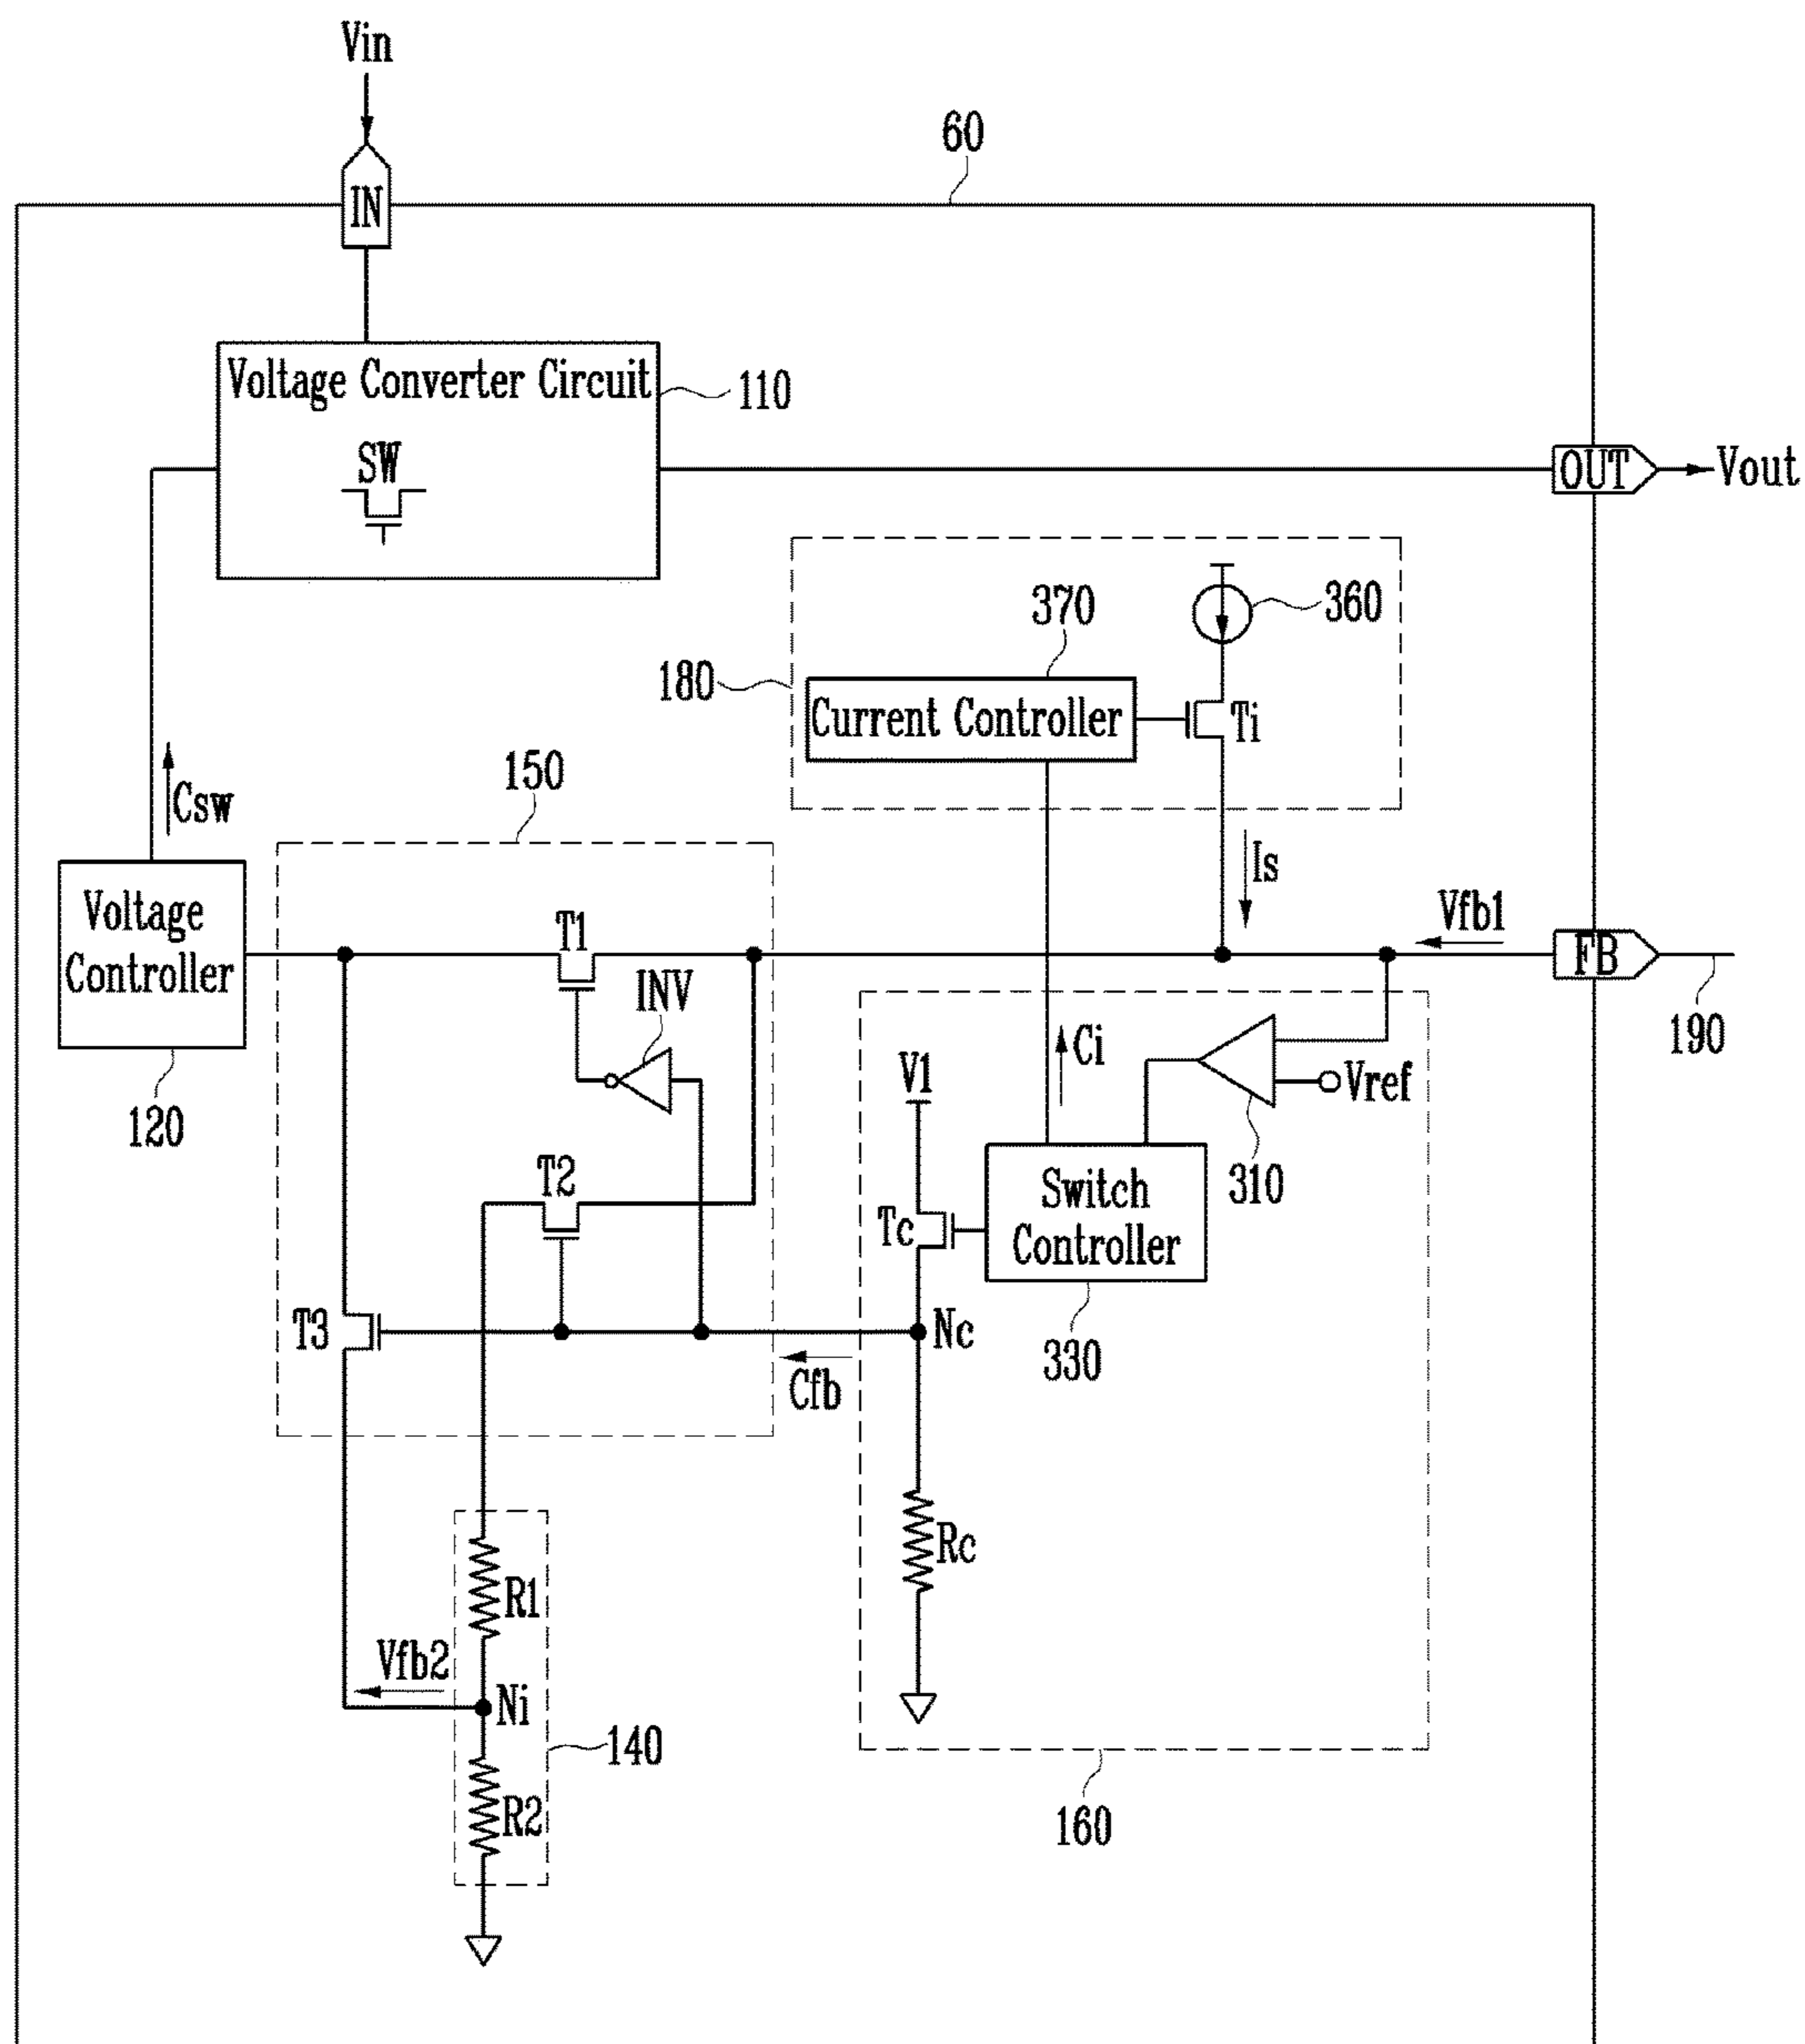 Vin
60
IN
Voltage Converter Circuit
110
SW
OUT
Vout
360
370
180
Current Controller
Ti
150
Csw
Is
Voltage
Controller
T1
Vfb1
FB
INV
190
V1
Ci
Vref
120
T2
310
Switch
Controller
Tc
T3
Nc
330
Cfb
Rc
R1
Vfb2
Ni
140
R2
160